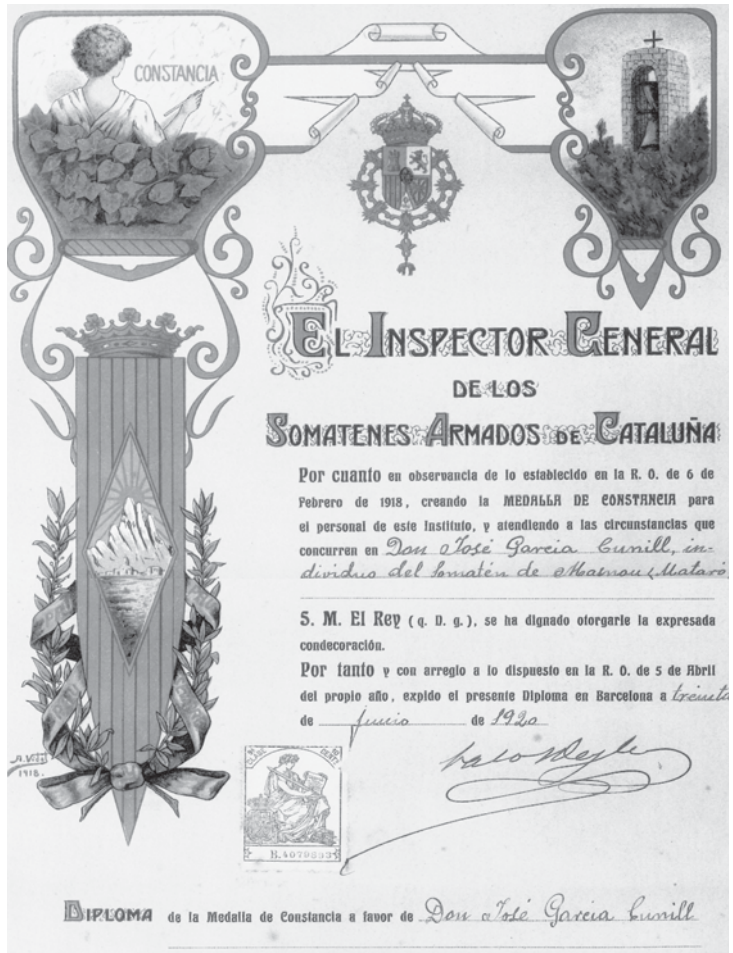 CONSTANCIA
EL INSPECTOR GENERAL
DE LOS
SOMATENES ARMADOS DE CATALUÑA
Por cuanto en observancia de lo establecido en la R. O. de 6 de
Febrero de 1918, creando la MEDALLA DE CONSTANCIA para
el personal de este Instituto, y atendiendo a las circunstancias que
concurren en Don José Garcia Cunill, in-
dividuo del Somatén de Masnou (Mataró
S. M. El Rey (q. D. g.), se ha dignado otorgarle la expresada
condecoración.
Por tanto y con arreglo a lo dispuesto en la R. O. de 5 de Abril
del propio año, expido el presente Diploma en Barcelona a treinta
de junio de 1920
A. Vidal
1918.
CLASE
CENT
B.4079833
DIPLOMA de la Medalla de Constancia a favor de Don José Garcia Cunill